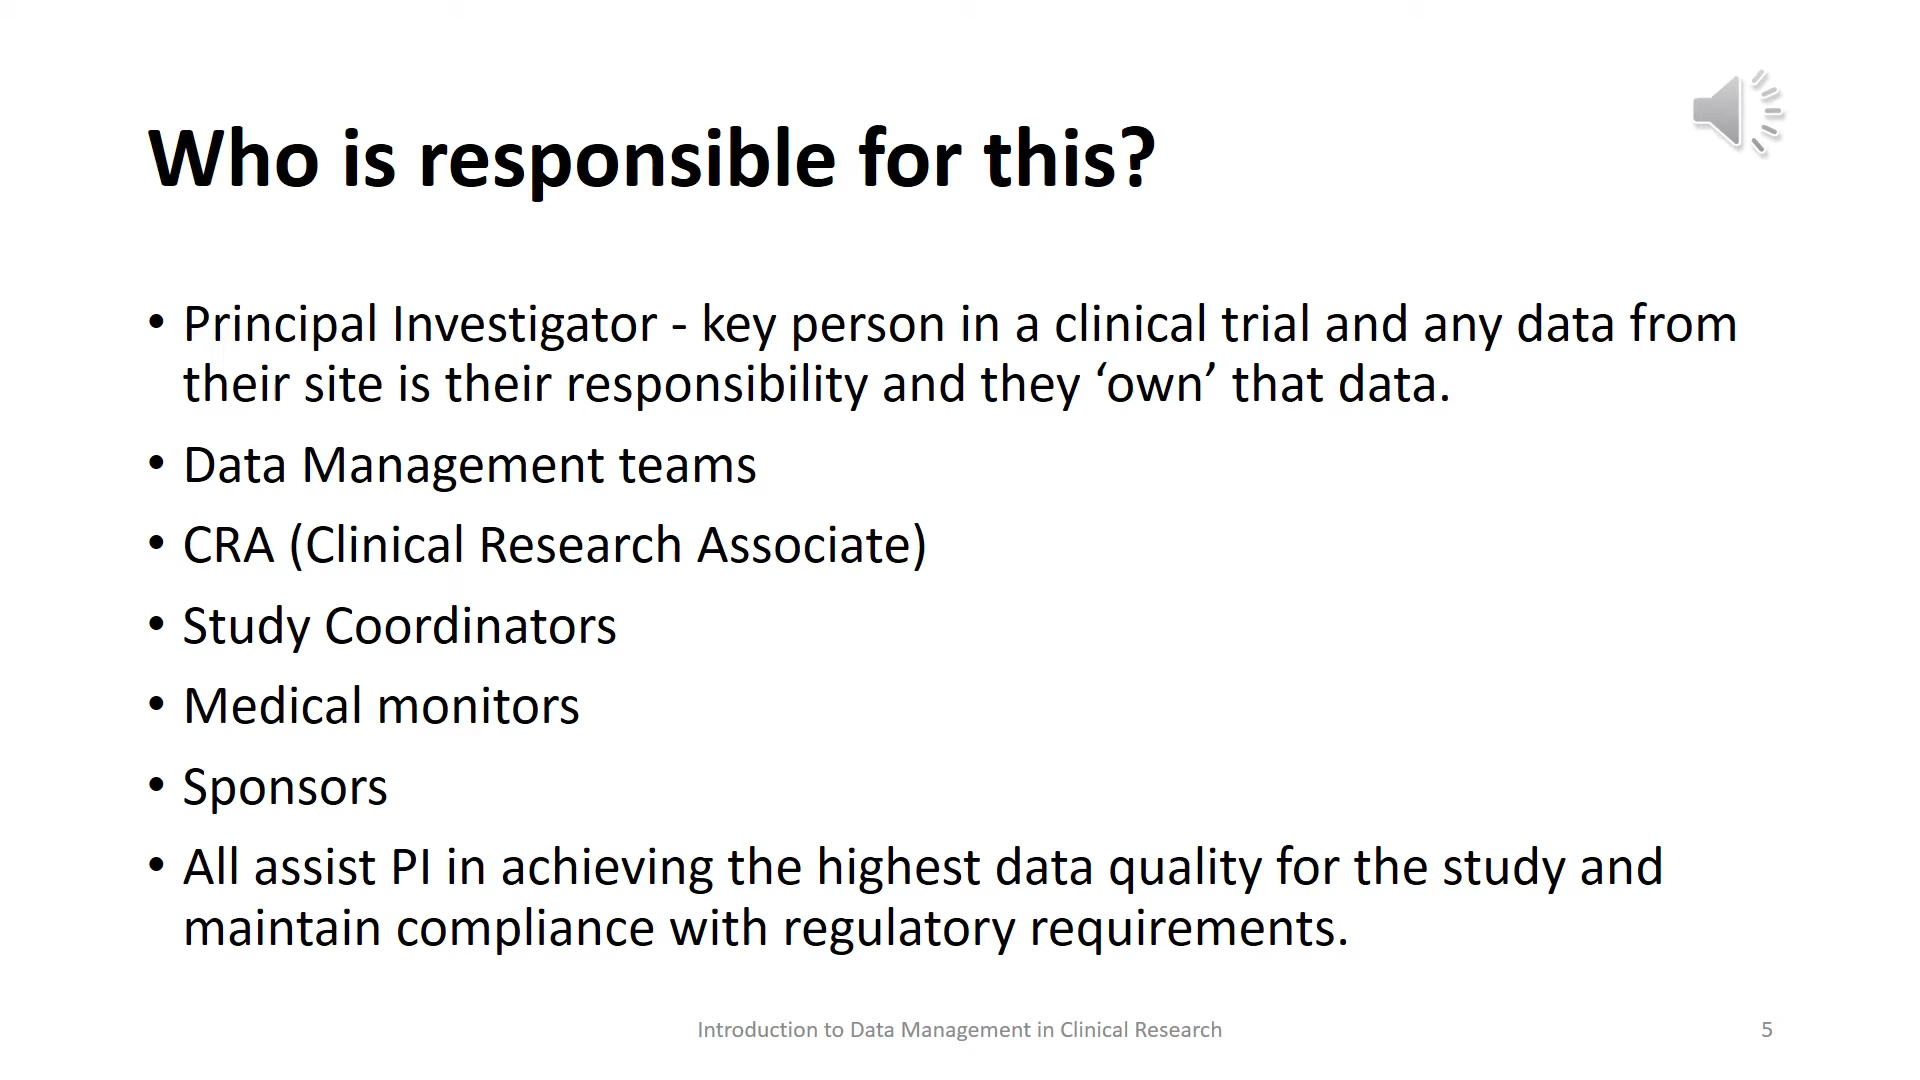 Who is responsible for this?
• Principal Investigator - key person in a clinical trial and any data from
their site is their responsibility and they ‘own’ that data.
• Data Management teams
• CRA (Clinical Research Associate)
• Study Coordinators
• Medical monitors
• Sponsors
• All assist PI in achieving the highest data quality for the study and
maintain compliance with regulatory requirements.
Introduction to Data Management in Clinical Research
5